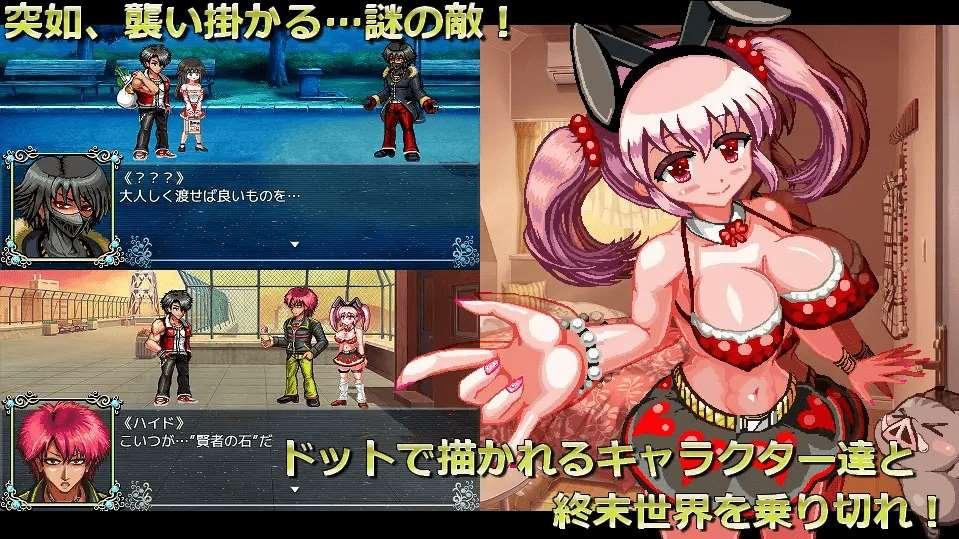 突如、襲い掛かる…謎の敵！
《？？？》
大人しく渡せば良いものを…
《ハイド》
こいつが…”賢者の石”だ
ドットで描かれるキャラクター達と
終末世界を乗り切れ！